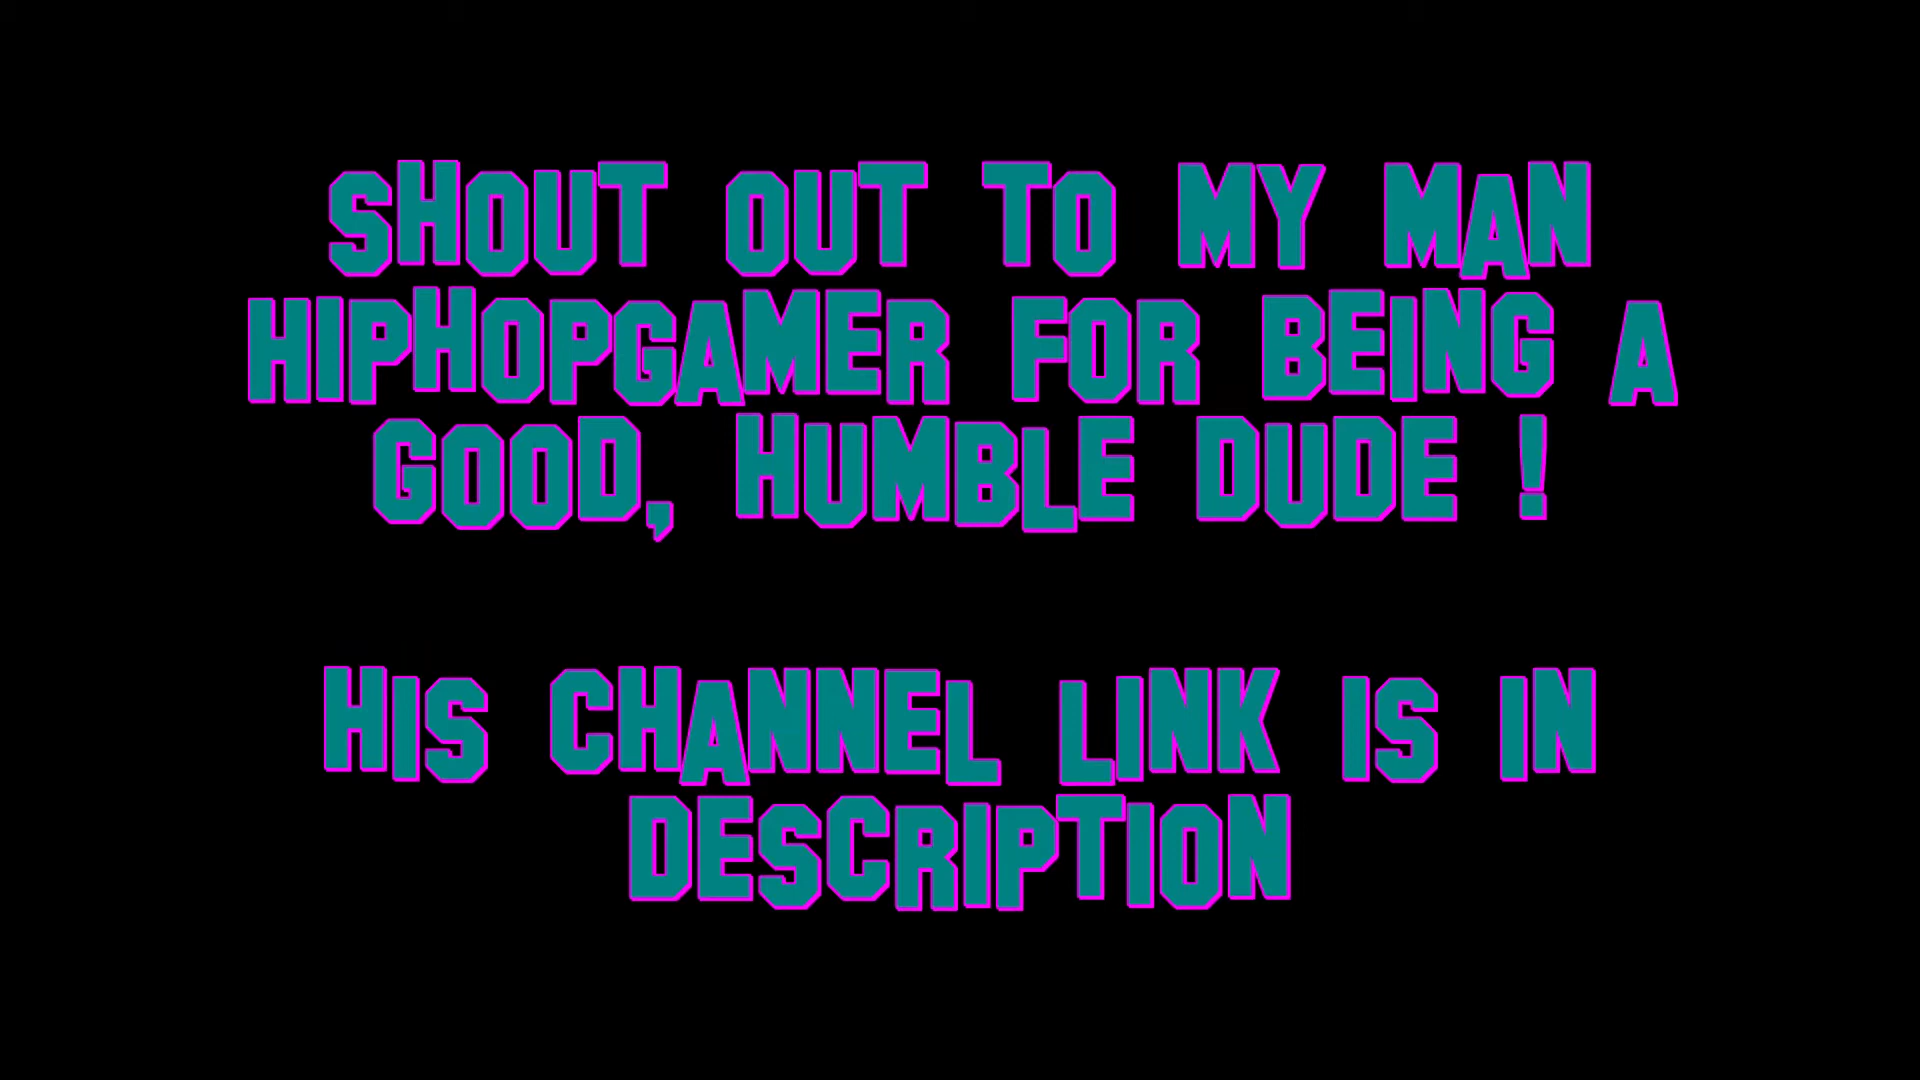 SHOUT OUT TO MY MAN
HIPHOPGAMER FOR BEING A
GOOD, HUMBLE DUDE !
HIS CHANNEL LINK IS IN
DESCRIPTION